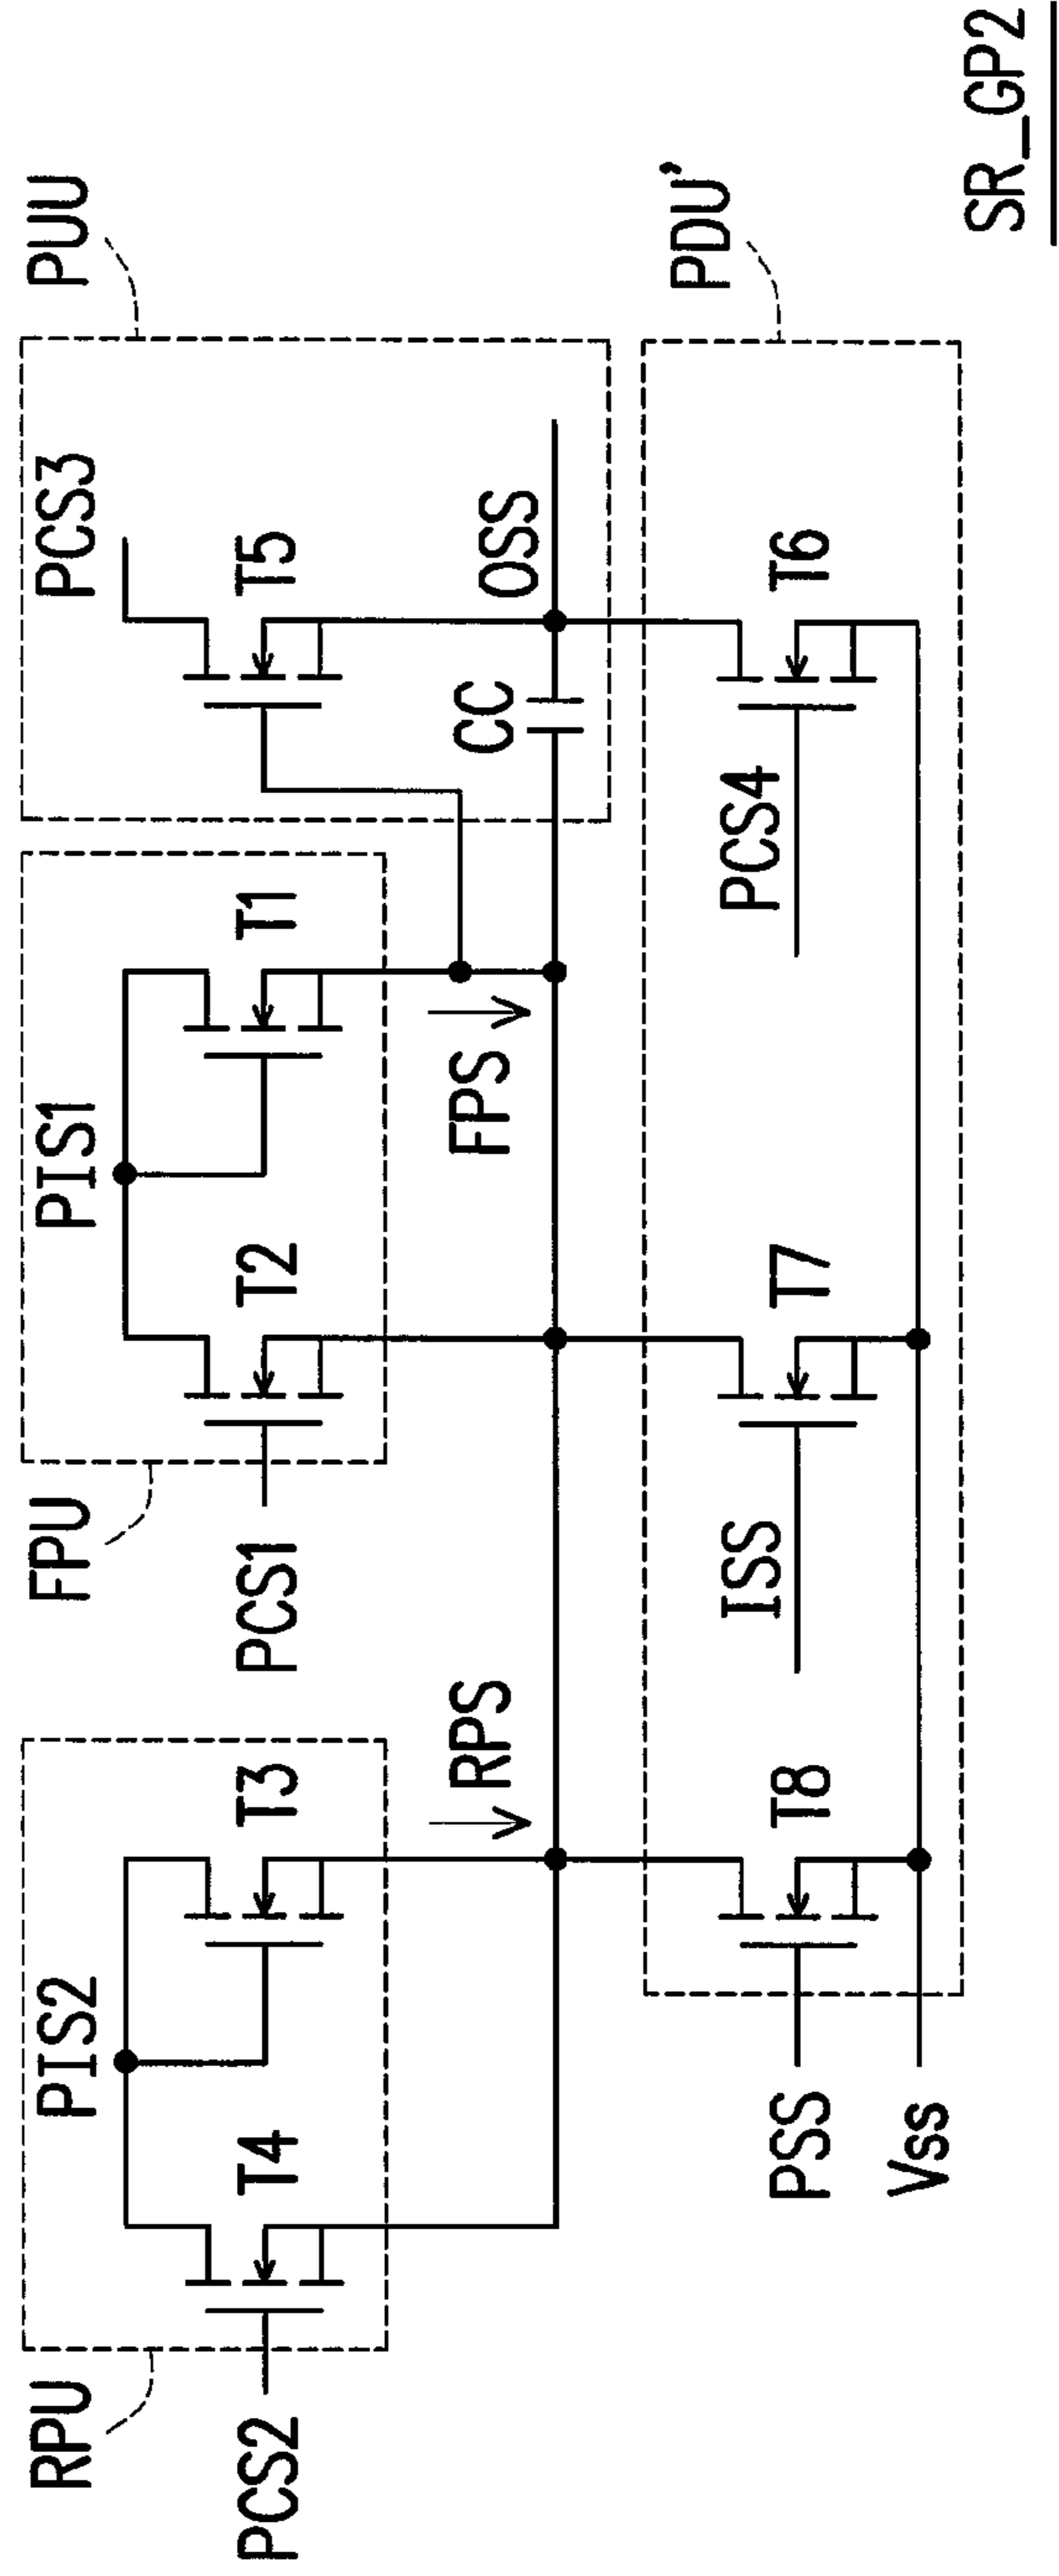 RPU
PIS2
T4
T3
PCS2
RPS
FPU
PIS1
T2
T1
PCS1
FPS
PUU
PCS3
T5
CC
OSS
PDU'
PSS
T8
ISS
T7
PCS4
T6
Vss
SR_GP2